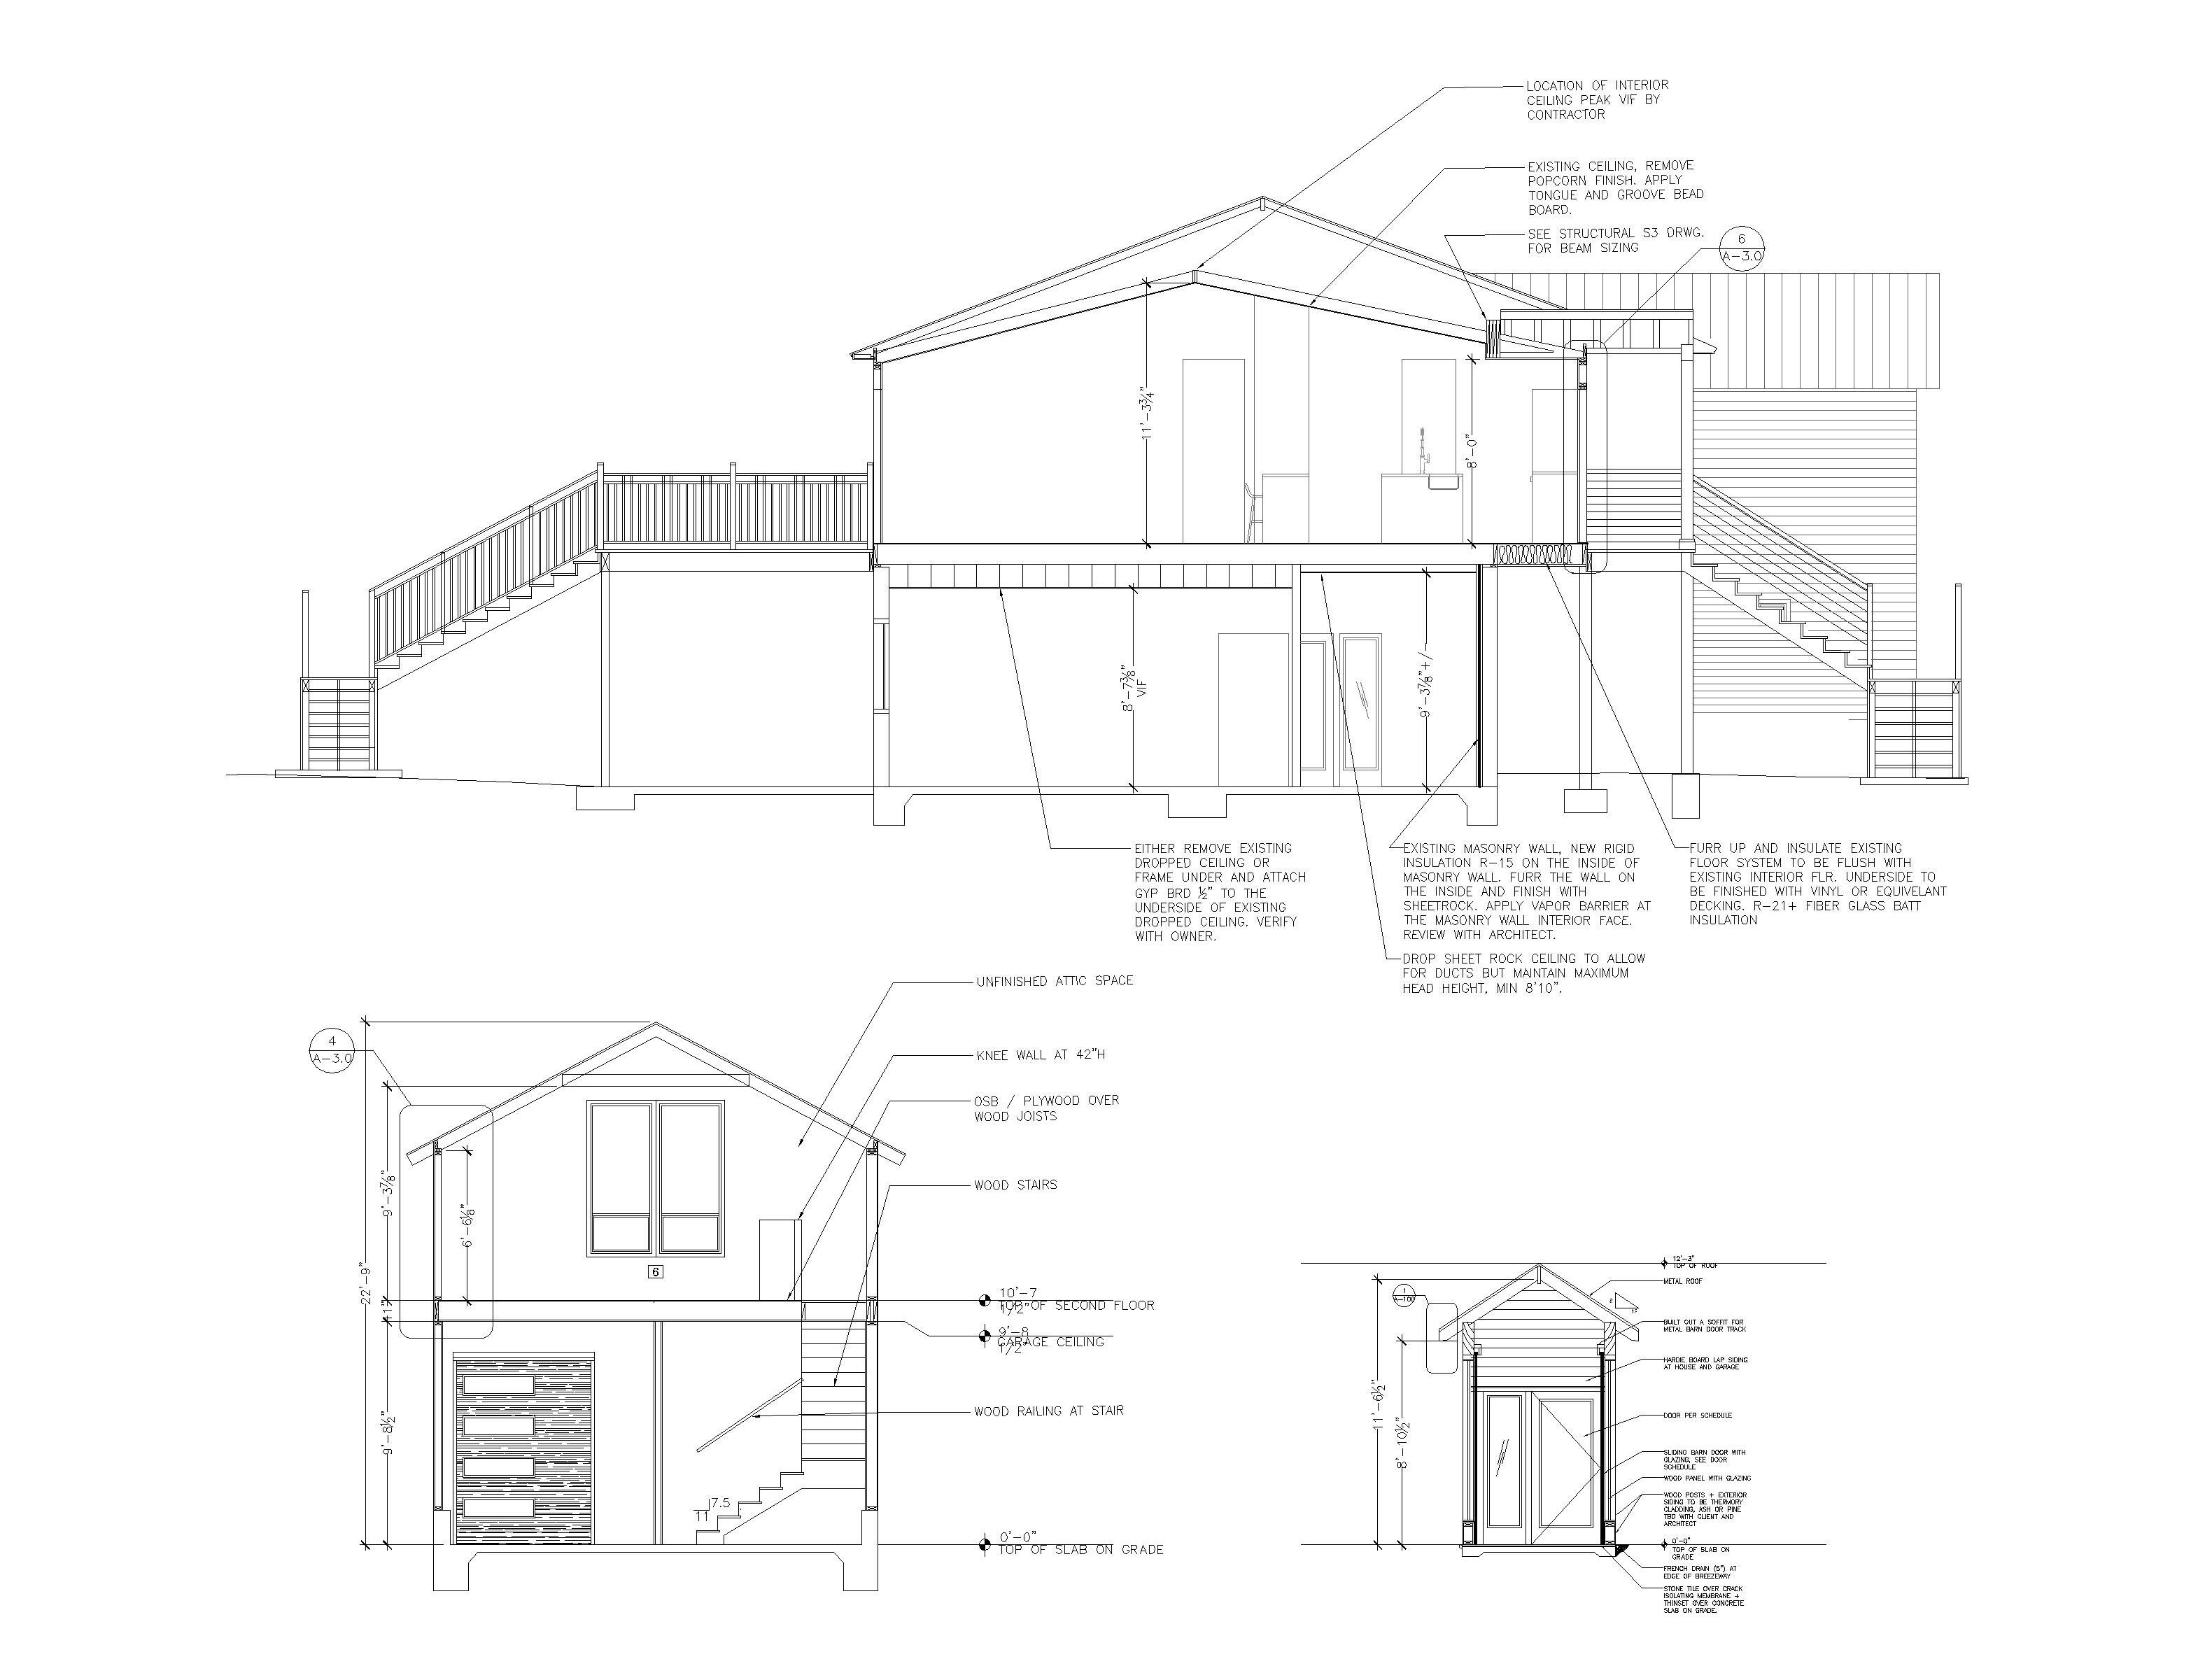 LOCATION OF INTERIOR
CEILING PEAK VIF BY
CONTRACTOR
EXISTING CEILING, REMOVE
POPCORN FINISH. APPLY
TONGUE AND GROOVE BEAD
BOARD.
SEE STRUCTURAL S3 DRWG.
FOR BEAM SIZING
6
A-3.0
11'-3¾"
8'-0"
8'-7⅜"
VIF
9'-3⅞"+/-
EITHER REMOVE EXISTING
DROPPED CEILING OR
FRAME UNDER AND ATTACH
GYP BRD ½" TO THE
UNDERSIDE OF EXISTING
DROPPED CEILING. VERIFY
WITH OWNER.
EXISTING MASONRY WALL, NEW RIGID
INSULATION R-15 ON THE INSIDE OF
MASONRY WALL. FURR THE WALL ON
THE INSIDE AND FINISH WITH
SHEETROCK. APPLY VAPOR BARRIER AT
THE MASONRY WALL INTERIOR FACE.
REVIEW WITH ARCHITECT.
DROP SHEET ROCK CEILING TO ALLOW
FOR DUCTS BUT MAINTAIN MAXIMUM
HEAD HEIGHT, MIN 8'10".
FURR UP AND INSULATE EXISTING
FLOOR SYSTEM TO BE FLUSH WITH
EXISTING INTERIOR FLR. UNDERSIDE TO
BE FINISHED WITH VINYL OR EQUIVELANT
DECKING. R-21+ FIBER GLASS BATT
INSULATION
4
A-3.0
UNFINISHED ATTIC SPACE
KNEE WALL AT 42"H
OSB / PLYWOOD OVER
WOOD JOISTS
WOOD STAIRS
WOOD RAILING AT STAIR
22'-9"
9'-3⅞"
6'-6⅛"
11"
9'-8½"
6
7.5
11
10'-7
1/2"
TOP OF SECOND FLOOR
9'-8
1/2"
GARAGE CEILING
0'-0"
TOP OF SLAB ON GRADE
1
A-100
11'-6½"
8'-10½"
12'-3"
TOP OF ROOF
METAL ROOF
BUILT OUT A SOFFIT FOR
METAL BARN DOOR TRACK
HARDIE BOARD LAP SIDING
AT HOUSE AND GARAGE
DOOR PER SCHEDULE
SLIDING BARN DOOR WITH
GLAZING, SEE DOOR
SCHEDULE
WOOD PANEL WITH GLAZING
WOOD POSTS + EXTERIOR
SIDING TO BE THERMORY
CLADDING, ASH OR PINE
TBD WITH CLIENT AND
ARCHITECT
0'-0"
TOP OF SLAB ON
GRADE
FRENCH DRAIN (5") AT
EDGE OF BREEZEWAY
STONE TILE OVER CRACK
ISOLATING MEMBRANE +
THINSET OVER CONCRETE
SLAB ON GRADE.